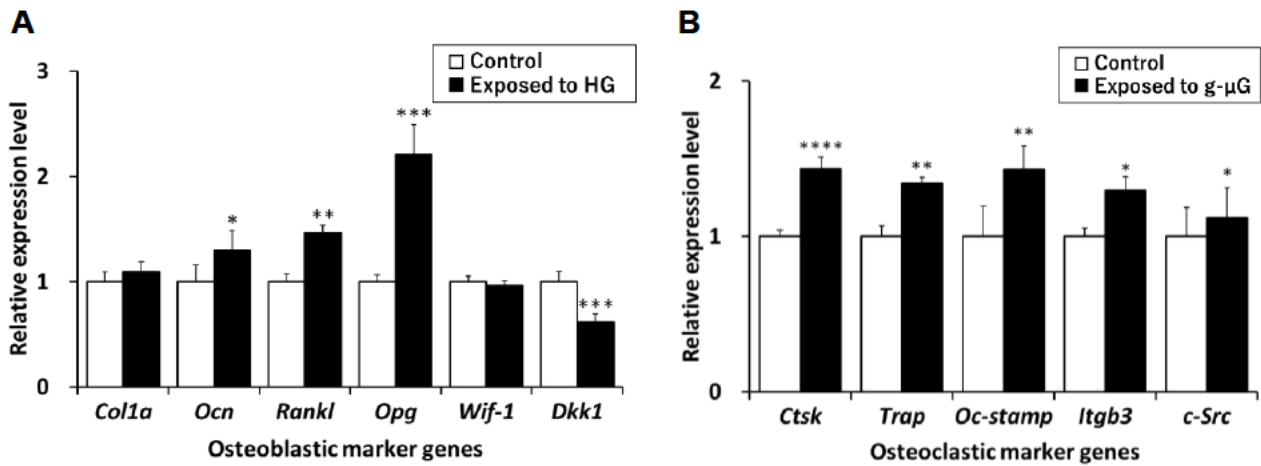 A
Control
Exposed to HG
Relative expression level
3
2
1
0
*
**
***
***
Col1a Ocn Rankl Opg Wif-1 Dkk1
Osteoblastic marker genes
B
Control
Exposed to g-μG
Relative expression level
2
1
0
****
**
**
*
*
Ctsk Trap Oc-stamp Itgb3 c-Src
Osteoclastic marker genes